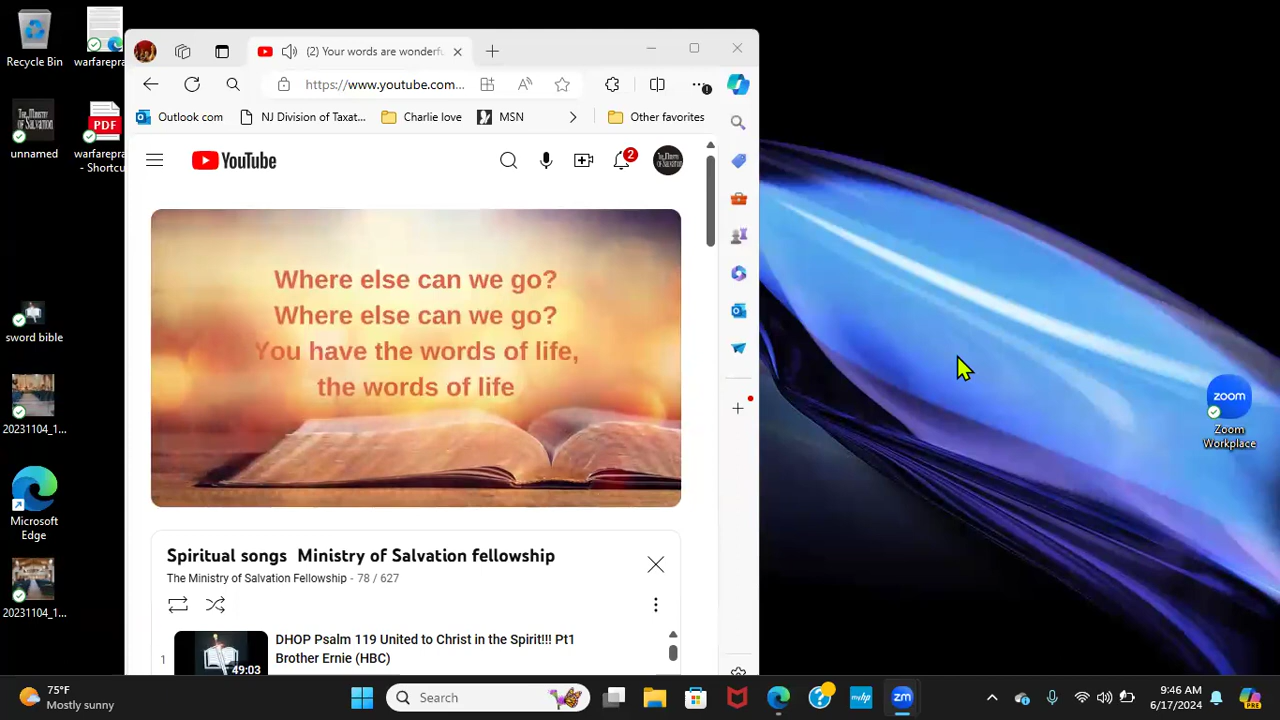 Recycle Bin
warfarepra
unnamed
PDF
warfarepra
- Shortcu
sword bible
20231104_1...
Microsoft
Edge
20231104_1...
(2) Your words are wonderfu
https://www.youtube.com...
Outlook com
NJ Division of Taxat...
Charlie love
MSN
Other favorites
YouTube
2
Where else can we go?
Where else can we go?
You have the words of life,
the words of life
Spiritual songs Ministry of Salvation fellowship
The Ministry of Salvation Fellowship - 78 / 627
1
49:03
DHOP Psalm 119 United to Christ in the Spirit!!! Pt1
Brother Ernie (HBC)
zoom
Zoom
Workplace
75°F
Mostly sunny
Search
myhp
zm
9:46 AM
6/17/2024
PRE